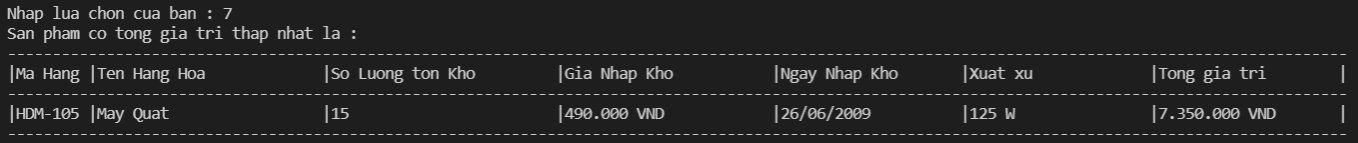 Nhap lua chon cua ban : 7
San pham co tong gia tri thap nhat la :
|Ma Hang |Ten Hang Hoa |So Luong ton Kho |Gia Nhap Kho |Ngay Nhap Kho |Xuat xu |Tong gia tri |
|HDM-105 |May Quat |15 |490.000 VND |26/06/2009 |125 W |7.350.000 VND |